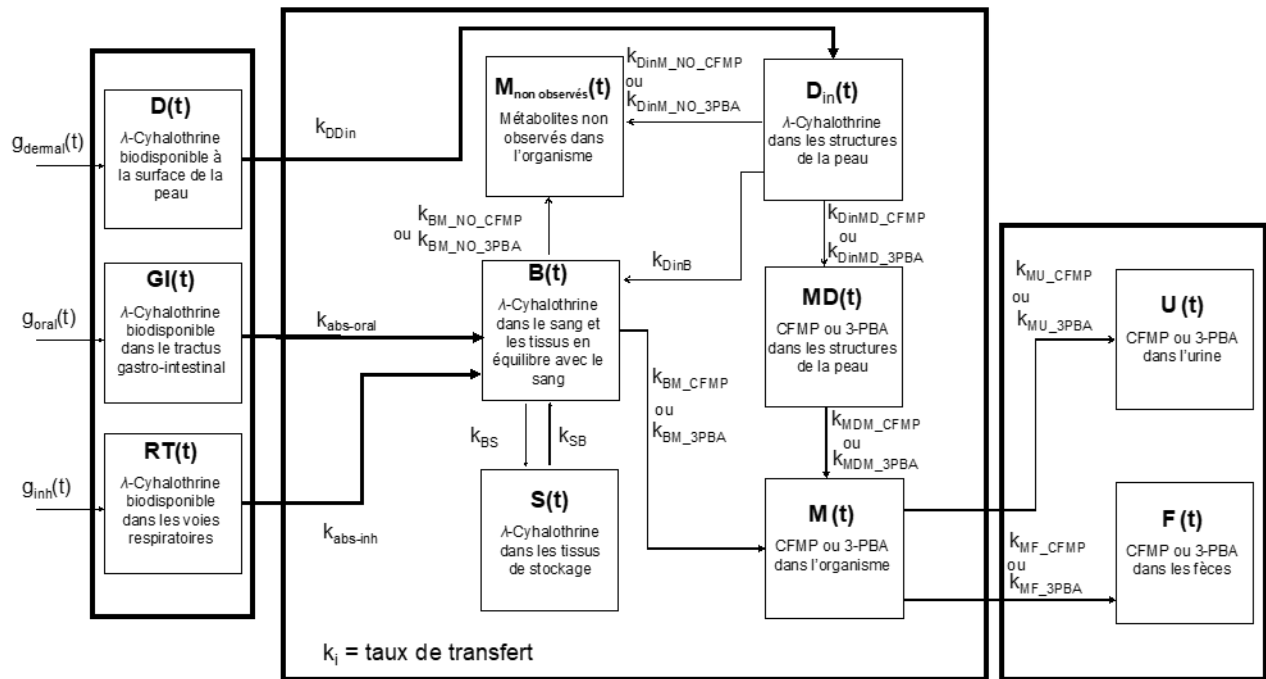 g_dermal(t)
D(t)
λ-Cyhalothrine
biodisponible à
la surface de la
peau
k_DDin
g_oral(t)
GI(t)
λ-Cyhalothrine
biodisponible
dans le tractus
gastro-intestinal
k_abs-oral
g_inh(t)
RT(t)
λ-Cyhalothrine
biodisponible
dans les voies
respiratoires
k_abs-inh
M_non observés(t)
Métabolites non
observés dans
l'organisme
k_DinM_NO_CFMP
ou
k_DinM_NO_3PBA
D_in(t)
λ-Cyhalothrine
dans les structures
de la peau
k_BM_NO_CFMP
ou k_BM_NO_3PBA
k_DinB
k_DinMD_CFMP
ou
k_DinMD_3PBA
B(t)
λ-Cyhalothrine
dans le sang et
les tissus en
équilibre avec le
sang
MD(t)
CFMP ou 3-PBA
dans les structures
de la peau
k_BM_CFMP
ou
k_BM_3PBA
k_BS
k_SB
k_MDM_CFMP
ou
k_MDM_3PBA
S(t)
λ-Cyhalothrine
dans les tissus
de stockage
M (t)
CFMP ou 3-PBA
dans l'organisme
k_MU_CFMP
ou
k_MU_3PBA
U (t)
CFMP ou 3-PBA
dans l'urine
k_MF_CFMP
ou
k_MF_3PBA
F (t)
CFMP ou 3-PBA
dans les fèces
k_i = taux de transfert